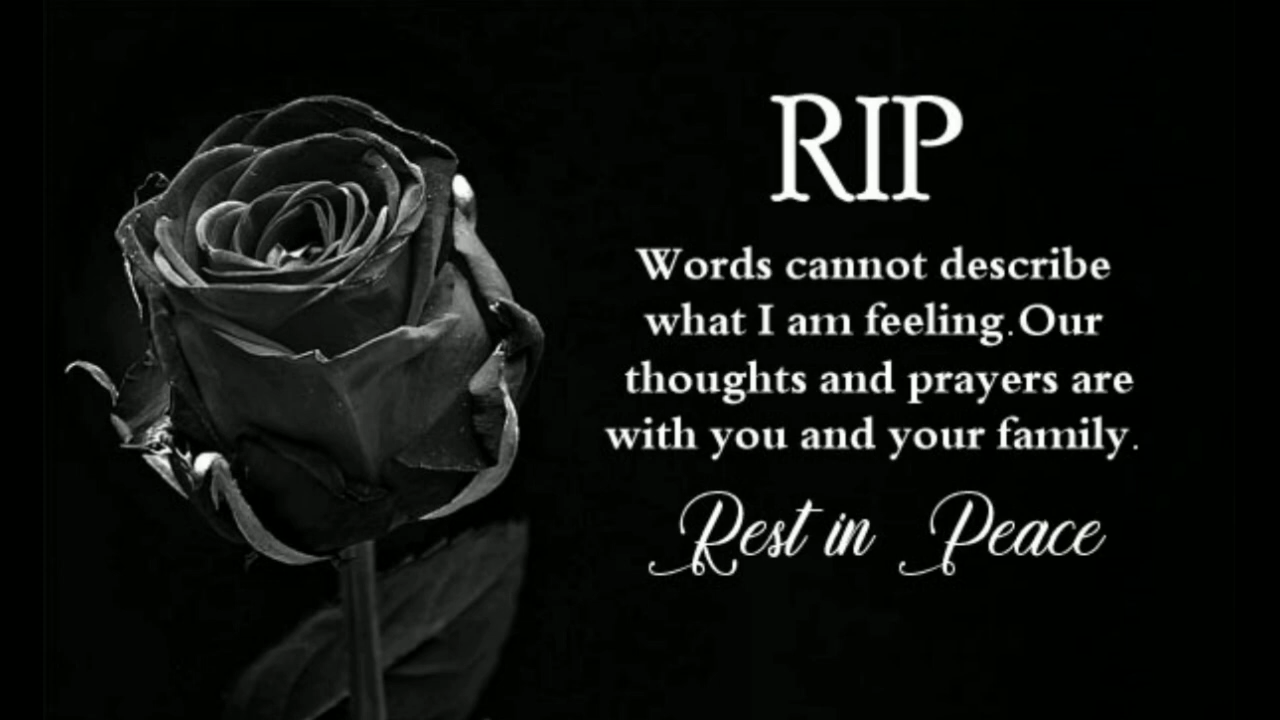 RIP
Words cannot describe
what I am feeling.Our
thoughts and prayers are
with you and your family.
Rest in Peace